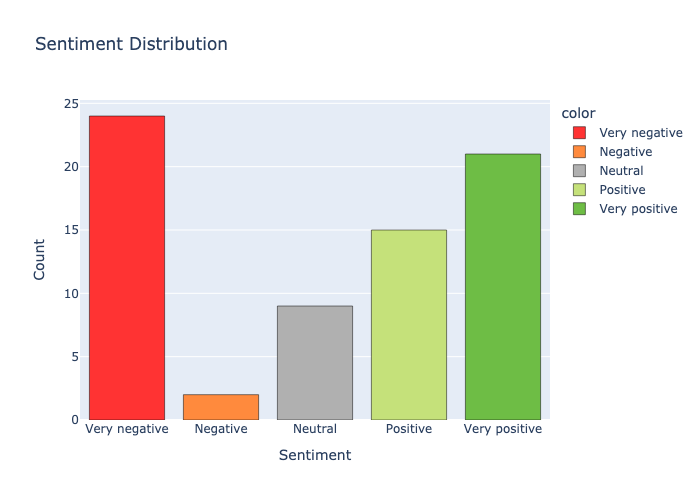 Sentiment Distribution
25
20
15
10
5
0
Count
Very negative
Negative
Neutral
Positive
Very positive
Sentiment
color
Very negative
Negative
Neutral
Positive
Very positive